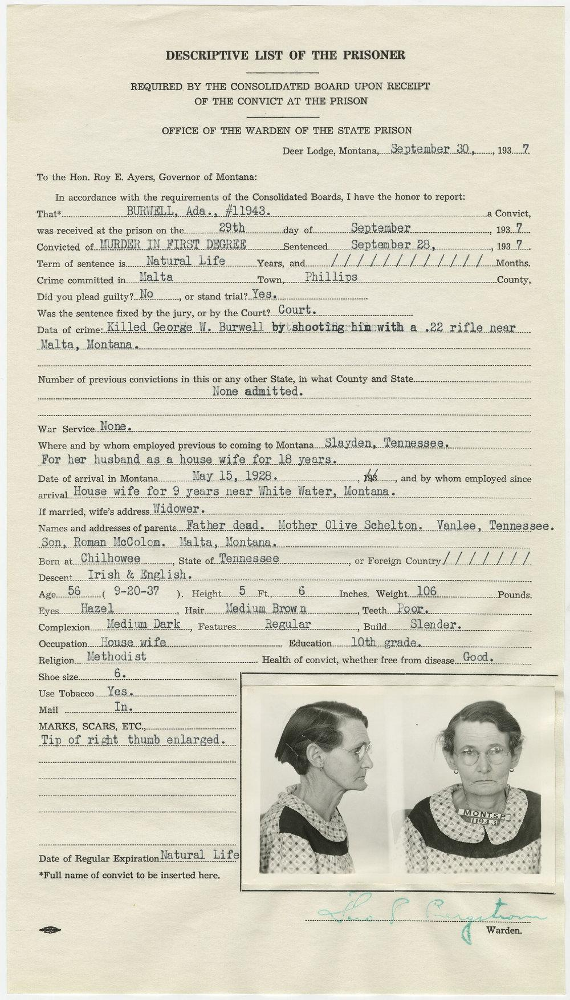 DESCRIPTIVE LIST OF THE PRISONER
REQUIRED BY THE CONSOLIDATED BOARD UPON RECEIPT
OF THE CONVICT AT THE PRISON
OFFICE OF THE WARDEN OF THE STATE PRISON
Deer Lodge, Montana, September 30, , 193 7
To the Hon. Roy E. Ayers, Governor of Montana:
In accordance with the requirements of the Consolidated Boards, I have the honor to report:
That* BURWELL, Ada., #11943. a Convict,
was received at the prison on the 29th day of September , 193 7
Convicted of MURDER IN FIRST DEGREE Sentenced September 28, , 193 7
Term of sentence is Natural Life Years, and / / / / / / / / / / / / Months.
Crime committed in Malta Town, Phillips County,
Did you plead guilty? No , or stand trial? Yes.
Was the sentence fixed by the jury, or by the Court? Court.
Data of crime: Killed George W. Burwell by shooting him with a .22 rifle near
Malta, Montana.
Number of previous convictions in this or any other State, in what County and State
None admitted.
War Service None.
Where and by whom employed previous to coming to Montana Slayden, Tennessee.
For her husband as a house wife for 18 years.
Date of arrival in Montana May 15, 1928. , 193 , and by whom employed since
arrival House wife for 9 years near White Water, Montana.
If married, wife's address Widower.
Names and addresses of parents Father dead. Mother Olive Schelton. Vanlee, Tennessee.
Son, Roman McColom. Malta, Montana.
Born at Chilhowee , State of Tennessee , or Foreign Country / / / / / / /
Descent Irish & English.
Age 56 ( 9-20-37 ). Height 5 Ft., 6 Inches. Weight 106 Pounds.
Eyes Hazel , Hair Medium Brown , Teeth Poor.
Complexion Medium Dark , Features Regular , Build Slender.
Occupation House wife Education 10th grade.
Religion Methodist Health of convict, whether free from disease Good.
Shoe size 6.
Use Tobacco Yes.
Mail In.
MARKS, SCARS, ETC.,
Tip of right thumb enlarged.
MONT.S.P.
11943
Date of Regular Expiration Natural Life
*Full name of convict to be inserted here.
Theo P. Bergstrom
Warden.